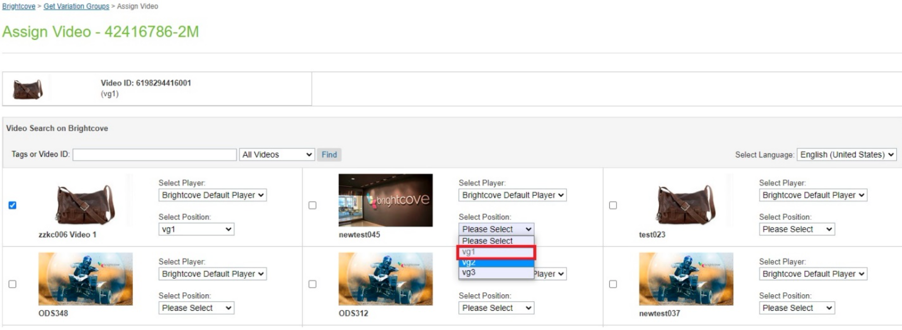 Brightcove > Get Variation Groups > Assign Video
Assign Video - 42416786-2M
Video ID: 6198294416001
(vg1)
Video Search on Brightcove
Tags or Video ID: All Videos Find Select Language: English (United States)
Select Player:
Brightcove Default Player
Select Position:
vg1
zzkc006 Video 1
brightcove
Select Player:
Brightcove Default Player
Select Position:
Please Select
Please Select
vg1
vg2
vg3
newtest045
Select Player:
Brightcove Default Player
Select Position:
Please Select
test023
Select Player:
Brightcove Default Player
Select Position:
Please Select
ODS348
Player
Select Position:
Please Select
ODS312
Select Player:
Brightcove Default Player
Select Position:
Please Select
newtest037